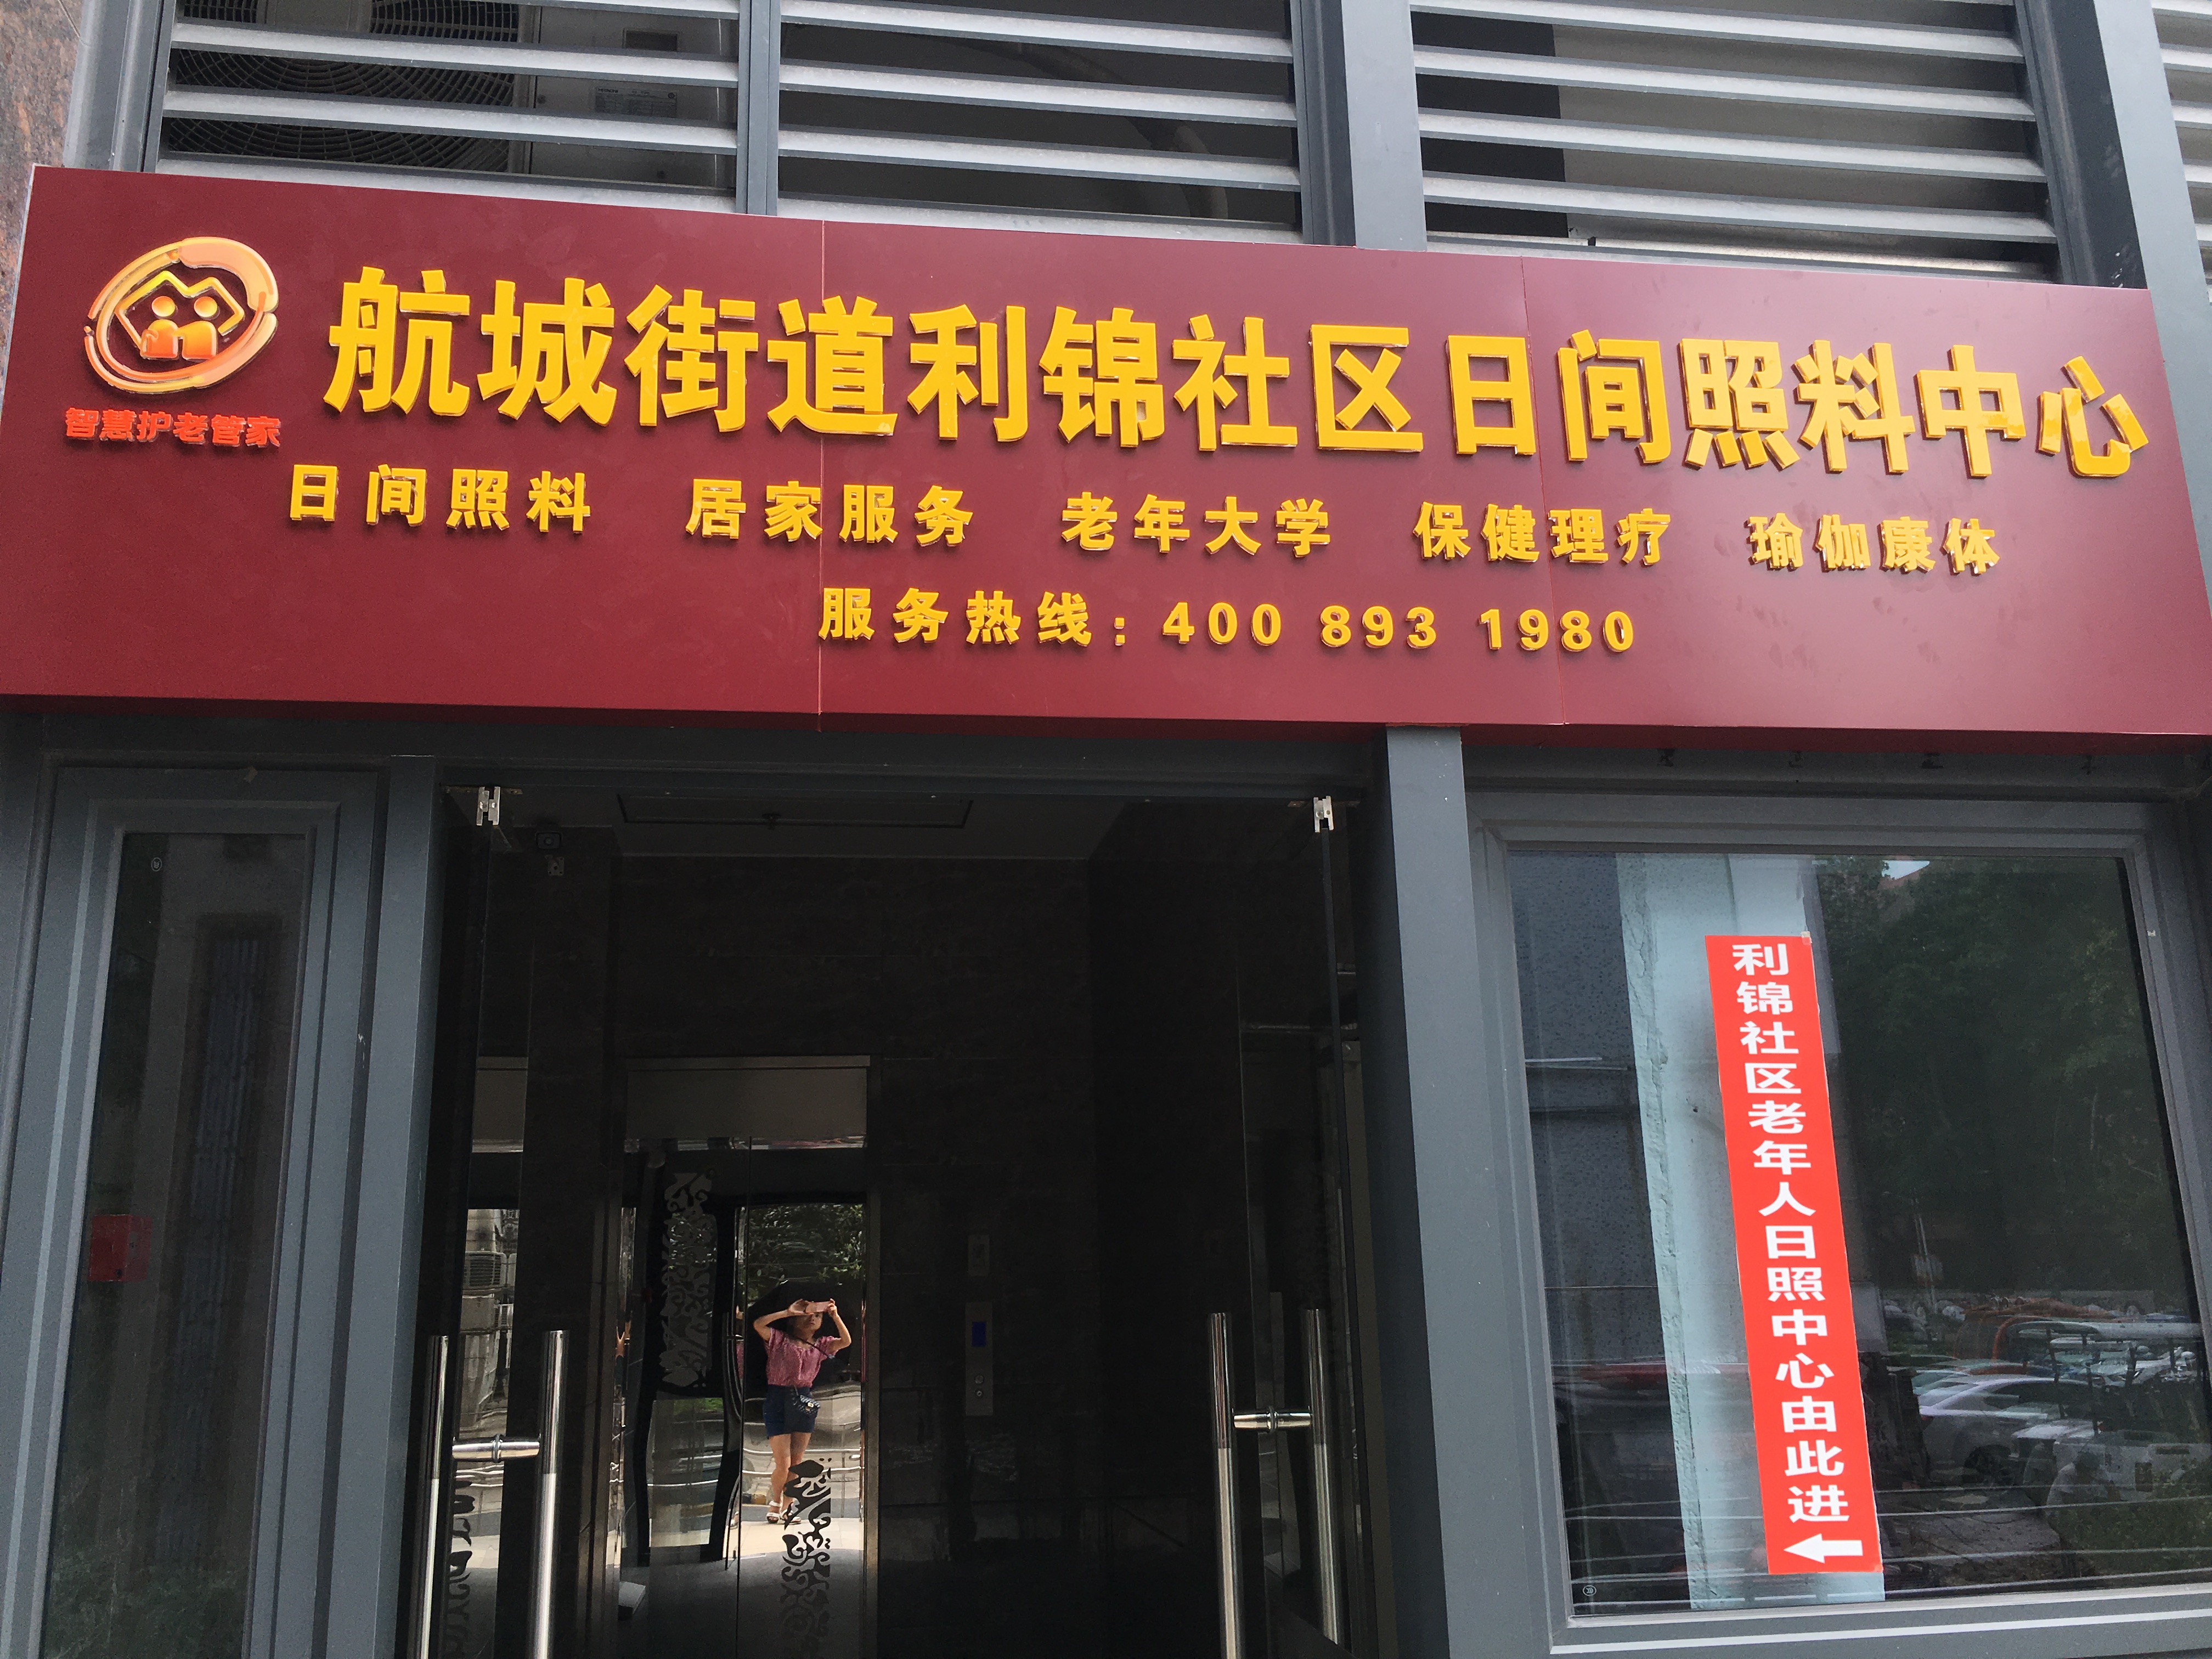 航城街道利锦社区日间照料中心
智慧护老管家
日间照料 居家服务 老年大学 保健理疗 瑜伽康体
服务热线：400 893 1980
利锦社区老年人日照中心由此进